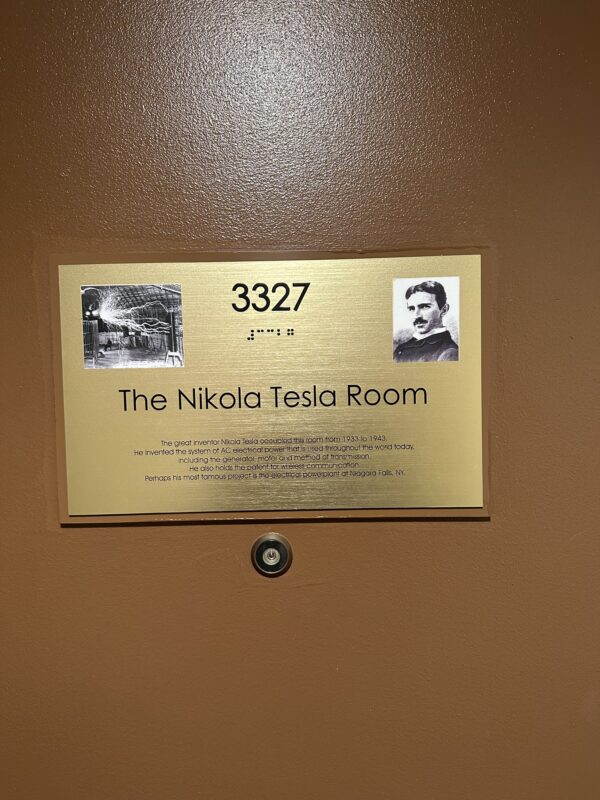 3327
⠼⠉⠉⠃⠛
The Nikola Tesla Room
The great inventor Nikola Tesla occupied this room from 1933 to 1943.
He invented the system of AC electrical power that is used throughout the world today,
including the generator, motor and method of transmission.
He also holds the patent for wireless communication.
Perhaps his most famous project is the electrical powerplant at Niagara Falls, NY.